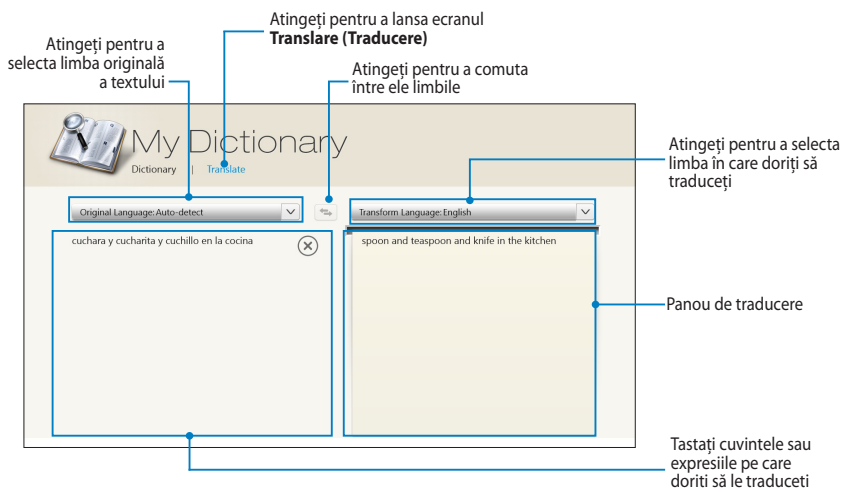 Atingeți pentru a lansa ecranul
Translare (Traducere)
Atingeți pentru a
selecta limba originală
a textului
Atingeți pentru a comuta
între ele limbile
My Dictionary
Dictionary | Translate
Atingeți pentru a selecta
limba în care doriți să
traduceți
Original Language: Auto-detect
Transform Language: English
cuchara y cucharita y cuchillo en la cocina
spoon and teaspoon and knife in the kitchen
Panou de traducere
Tastați cuvintele sau
expresiile pe care
doriți să le traduceți